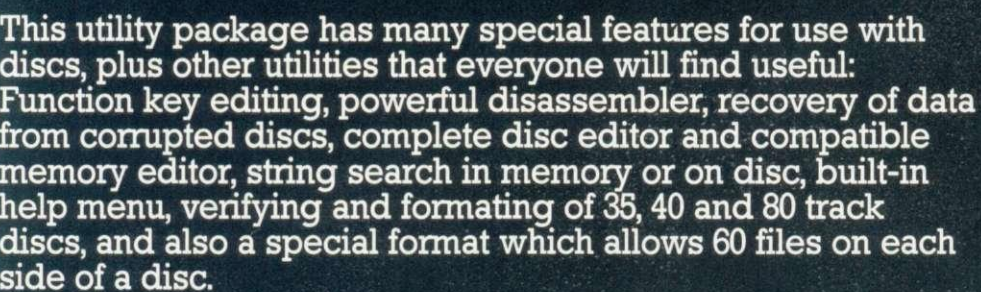 This utility package has many special features for use with
discs, plus other utilities that everyone will find useful:
Function key editing, powerful disassembler, recovery of data
from corrupted discs, complete disc editor and compatible
memory editor, string search in memory or on disc, built-in
help menu, verifying and formating of 35, 40 and 80 track
discs, and also a special format which allows 60 files on each
side of a disc.